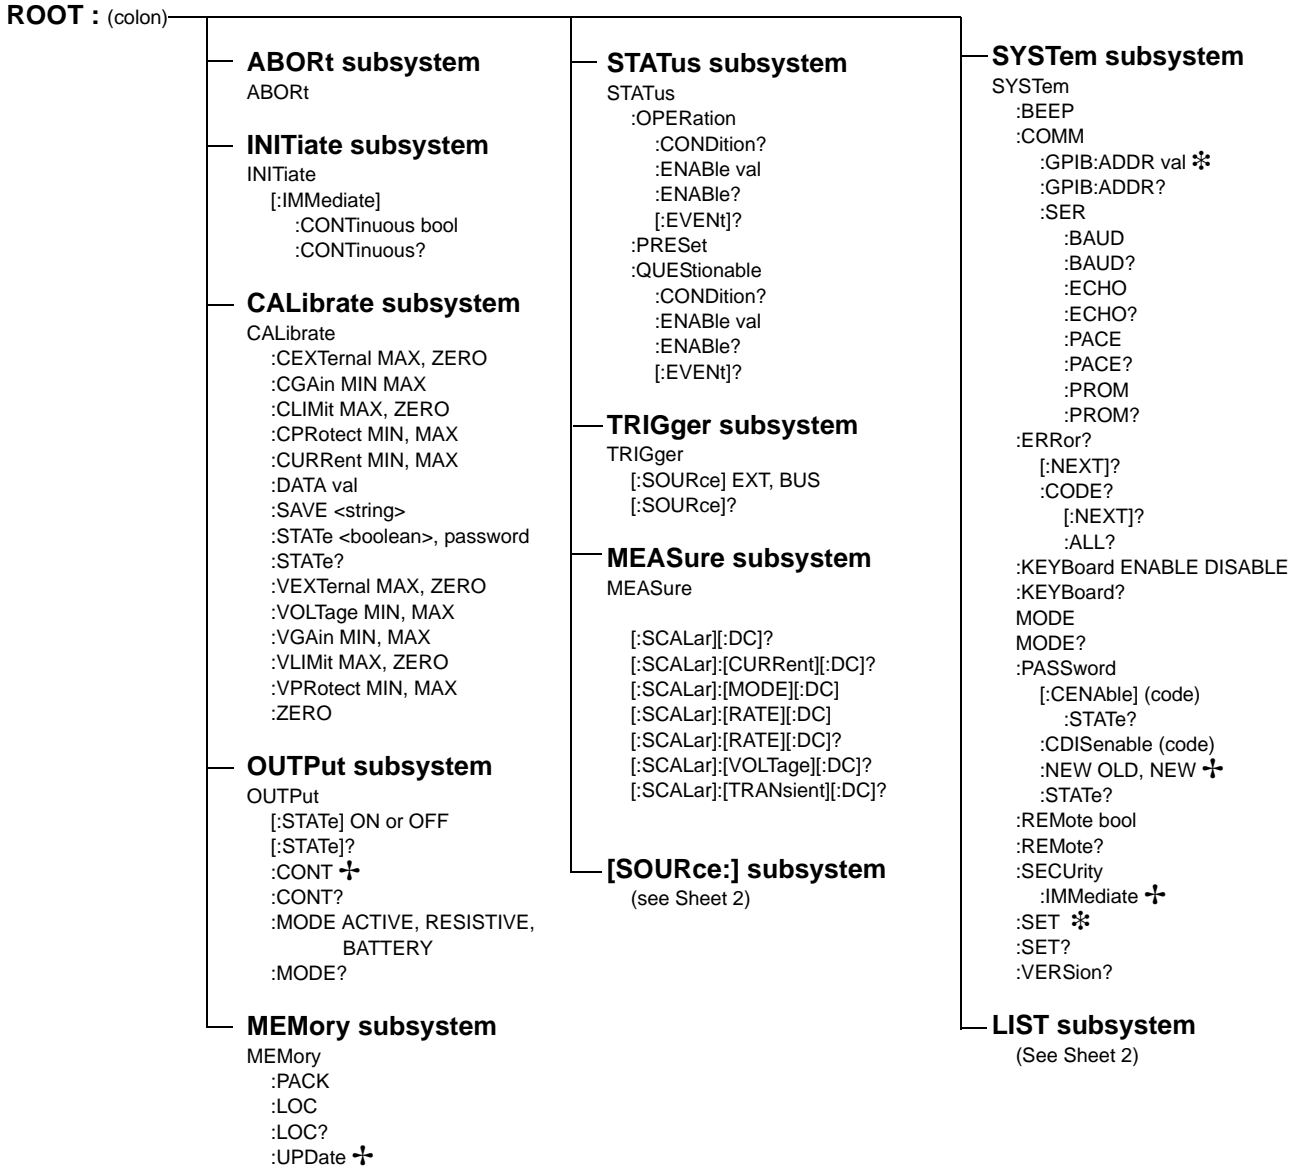 ROOT : (colon)
ABORt subsystem
ABORt
INITiate subsystem
INITiate
[:IMMediate]
:CONTinuous bool
:CONTinuous?
CALibrate subsystem
CALibrate
:CEXTernal MAX, ZERO
:CGAin MIN MAX
:CLIMit MAX, ZERO
:CPRotect MIN, MAX
:CURRent MIN, MAX
:DATA val
:SAVE <string>
:STATe <boolean>, password
:STATe?
:VEXTernal MAX, ZERO
:VOLTage MIN, MAX
:VGAin MIN, MAX
:VLIMit MAX, ZERO
:VPRotect MIN, MAX
:ZERO
OUTPut subsystem
OUTPut
[:STATe] ON or OFF
[:STATe]?
:CONT ✢
:CONT?
:MODE ACTIVE, RESISTIVE,
BATTERY
:MODE?
MEMory subsystem
MEMory
:PACK
:LOC
:LOC?
:UPDate ✢
STATus subsystem
STATus
:OPERation
:CONDition?
:ENABle val
:ENABle?
[:EVENt]?
:PRESet
:QUEStionable
:CONDition?
:ENABle val
:ENABle?
[:EVENt]?
TRIGger subsystem
TRIGger
[:SOURce] EXT, BUS
[:SOURce]?
MEASure subsystem
MEASure
[:SCALar][:DC]?
[:SCALar]:[CURRent][:DC]?
[:SCALar]:[MODE][:DC]
[:SCALar]:[RATE][:DC]
[:SCALar]:[RATE][:DC]?
[:SCALar]:[VOLTage][:DC]?
[:SCALar]:[TRANsient][:DC]?
[SOURce:] subsystem
(see Sheet 2)
SYSTem subsystem
SYSTem
:BEEP
:COMM
:GPIB:ADDR val ❇
:GPIB:ADDR?
:SER
:BAUD
:BAUD?
:ECHO
:ECHO?
:PACE
:PACE?
:PROM
:PROM?
:ERRor?
[:NEXT]?
:CODE?
[:NEXT]?
:ALL?
:KEYBoard ENABLE DISABLE
:KEYBoard?
MODE
MODE?
:PASSword
[:CENAble] (code)
:STATe?
:CDISenable (code)
:NEW OLD, NEW ✢
:STATe?
:REMote bool
:REMote?
:SECUrity
:IMMediate ✢
:SET ❇
:SET?
:VERSion?
LIST subsystem
(See Sheet 2)